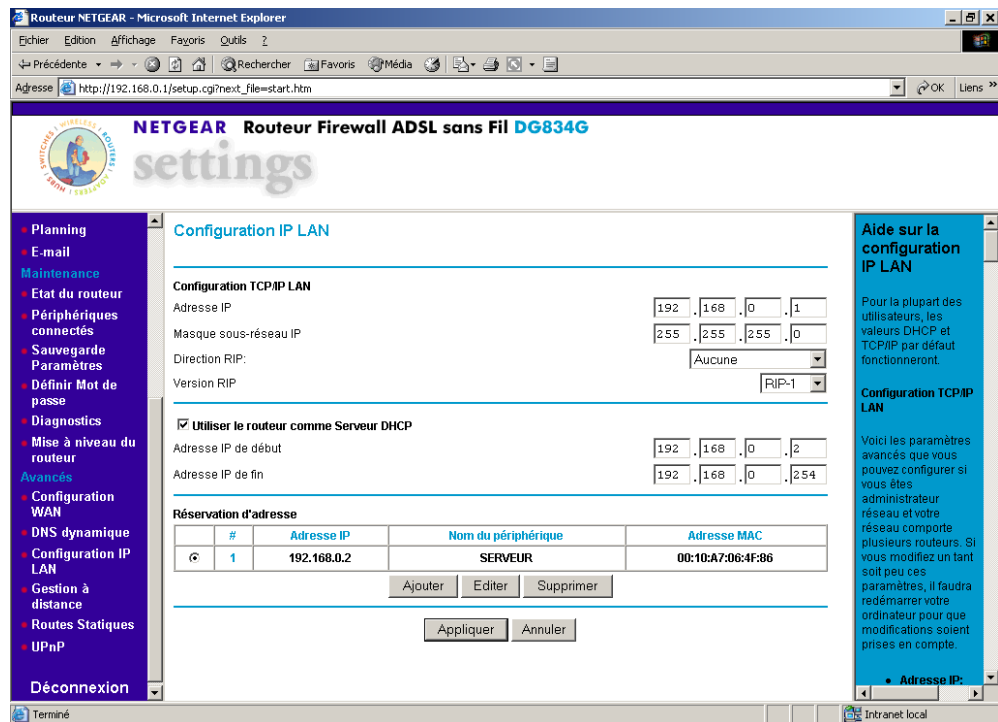 Routeur NETGEAR - Microsoft Internet Explorer
Fichier Edition Affichage Favoris Outils ?
Précédente Rechercher Favoris Média
Adresse http://192.168.0.1/setup.cgi?next_file=start.htm OK Liens »
SWITCHES | WIRELESS | ROUTERS | ADAPTERS | HUBS |
NETGEAR Routeur Firewall ADSL sans Fil DG834G
settings
Planning
E-mail
Maintenance
Etat du routeur
Périphériques
connectés
Sauvegarde
Paramètres
Définir Mot de
passe
Diagnostics
Mise à niveau du
routeur
Avancés
Configuration
WAN
DNS dynamique
Configuration IP
LAN
Gestion à
distance
Routes Statiques
UPnP
Déconnexion
Configuration IP LAN
Configuration TCP/IP LAN
Adresse IP 192 . 168 . 0 . 1
Masque sous-réseau IP 255 . 255 . 255 . 0
Direction RIP: Aucune
Version RIP RIP-1
Utiliser le routeur comme Serveur DHCP
Adresse IP de début 192 . 168 . 0 . 2
Adresse IP de fin 192 . 168 . 0 . 254
Réservation d'adresse
# Adresse IP Nom du périphérique Adresse MAC
1 192.168.0.2 SERVEUR 00:10:A7:06:4F:86
Ajouter Editer Supprimer
Appliquer Annuler
Aide sur la
configuration
IP LAN
Pour la plupart des
utilisateurs, les
valeurs DHCP et
TCP/IP par défaut
fonctionneront.
Configuration TCP/IP
LAN
Voici les paramètres
avancés que vous
pouvez configurer si
vous êtes
administrateur
réseau et votre
réseau comporte
plusieurs routeurs. Si
vous modifiez un tant
soit peu ces
paramètres, il faudra
redémarrer votre
ordinateur pour que
modifications soient
prises en compte.
• Adresse IP:
Terminé
Intranet local